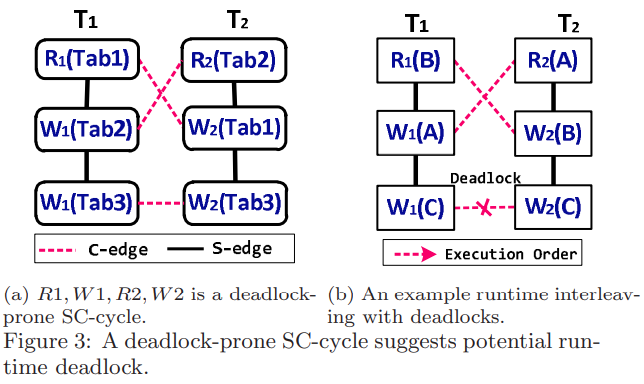 T1 T2
R1(Tab1) R2(Tab2)
W1(Tab2) W2(Tab1)
W1(Tab3) W2(Tab3)
C-edge S-edge
T1 T2
R1(B) R2(A)
W1(A) W2(B)
Deadlock
W1(C) W2(C)
Execution Order
(a) R1, W1, R2, W2 is a deadlock-
prone SC-cycle.
(b) An example runtime interleav-
ing with deadlocks.
Figure 3: A deadlock-prone SC-cycle suggests potential run-
time deadlock.